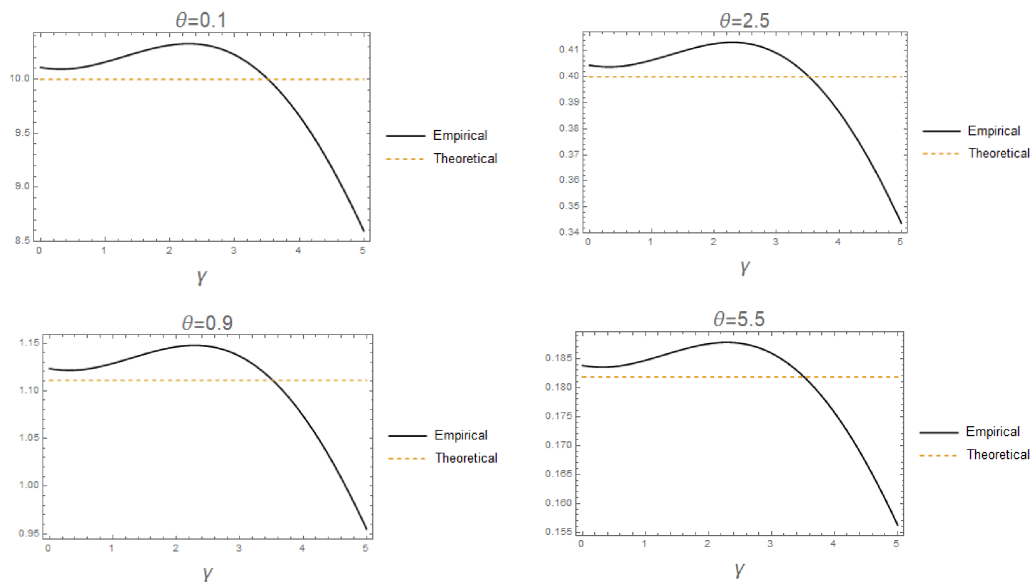 θ=0.1
10.0
9.5
9.0
8.5
0 1 2 3 4 5
γ
Empirical
Theoretical
θ=2.5
0.41
0.40
0.39
0.38
0.37
0.36
0.35
0.34
0 1 2 3 4 5
γ
Empirical
Theoretical
θ=0.9
1.15
1.10
1.05
1.00
0.95
0 1 2 3 4 5
γ
Empirical
Theoretical
θ=5.5
0.185
0.180
0.175
0.170
0.165
0.160
0.155
0 1 2 3 4 5
γ
Empirical
Theoretical